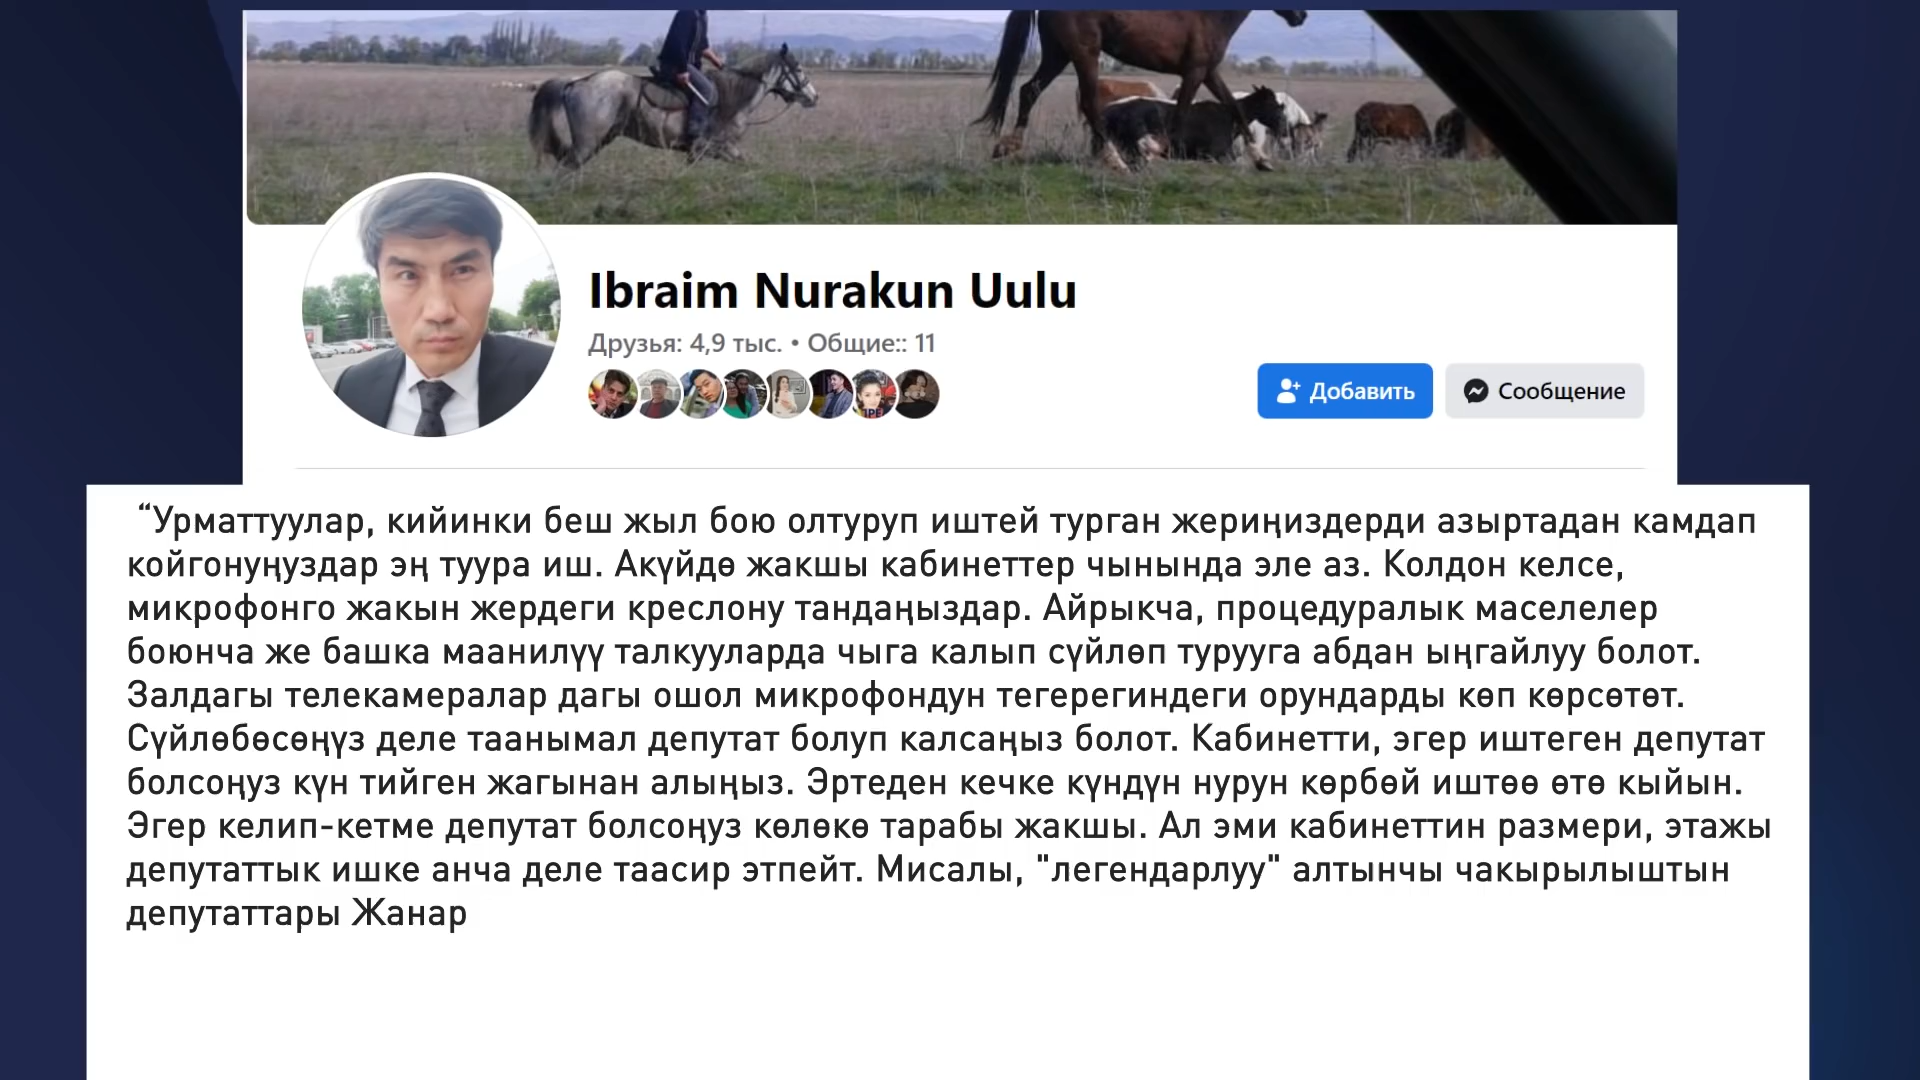 Ibraim Nurakun Uulu
Друзья: 4,9 тыс. • Общие:: 11
Добавить
Сообщение
“Урматтуулар, кийинки беш жыл бою олтуруп иштей турган жериңиздерди азыртадан камдап
койгонуңуздар эң туура иш. Акүйдө жакшы кабинеттер чынында эле аз. Колдон келсе,
микрофонго жакын жердеги креслону тандаңыздар. Айрыкча, процедуралык маселелер
боюнча же башка маанилүү талкууларда чыга калып сүйлөп турууга абдан ыңгайлуу болот.
Залдагы телекамералар дагы ошол микрофондун тегерегиндеги орундарды көп көрсөтөт.
Сүйлөбөсөңүз деле таанымал депутат болуп калсаңыз болот. Кабинетти, эгер иштеген депутат
болсоңуз күн тийген жагынан алыңыз. Эртеден кечке күндүн нурун көрбөй иштөө өтө кыйын.
Эгер келип-кетме депутат болсоңуз көлөкө тарабы жакшы. Ал эми кабинеттин размери, этажы
депутаттык ишке анча деле таасир этпейт. Мисалы, "легендарлуу" алтынчы чакырылыштын
депутаттары Жанар